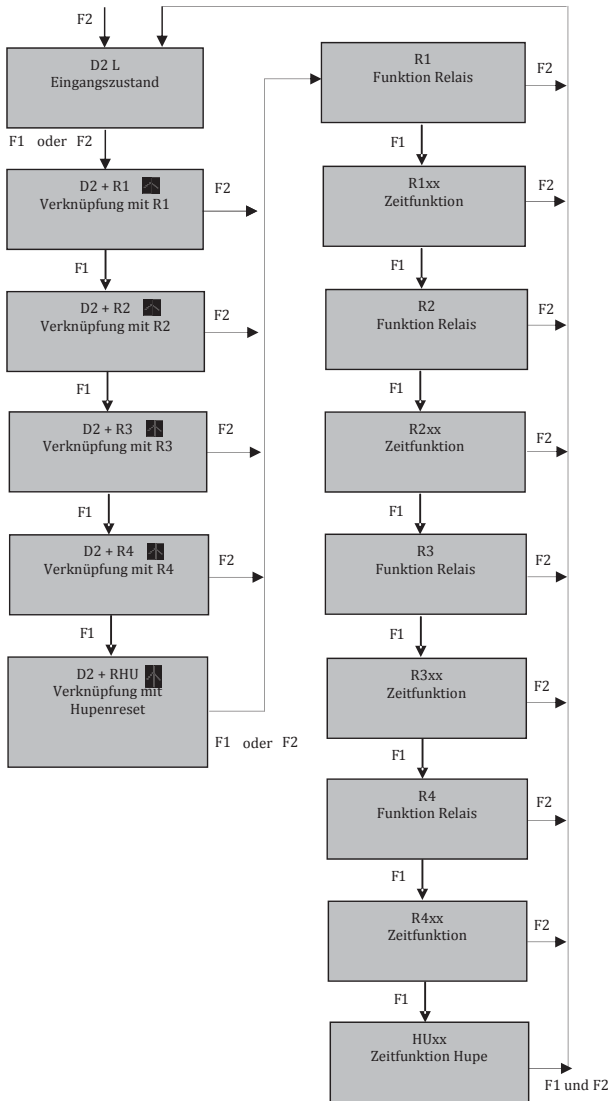 F2
D2 L
Eingangszustand
F1 oder F2
D2 + R1
Verknüpfung mit R1
F2
F1
D2 + R2
Verknüpfung mit R2
F2
F1
D2 + R3
Verknüpfung mit R3
F2
F1
D2 + R4
Verknüpfung mit R4
F2
F1
D2 + RHU
Verknüpfung mit
Hupenreset
F1 oder F2
R1
Funktion Relais
F2
F1
R1xx
Zeitfunktion
F2
F1
R2
Funktion Relais
F2
F1
R2xx
Zeitfunktion
F2
F1
R3
Funktion Relais
F2
F1
R3xx
Zeitfunktion
F2
F1
R4
Funktion Relais
F2
F1
R4xx
Zeitfunktion
F2
F1
HUxx
Zeitfunktion Hupe
F1 und F2